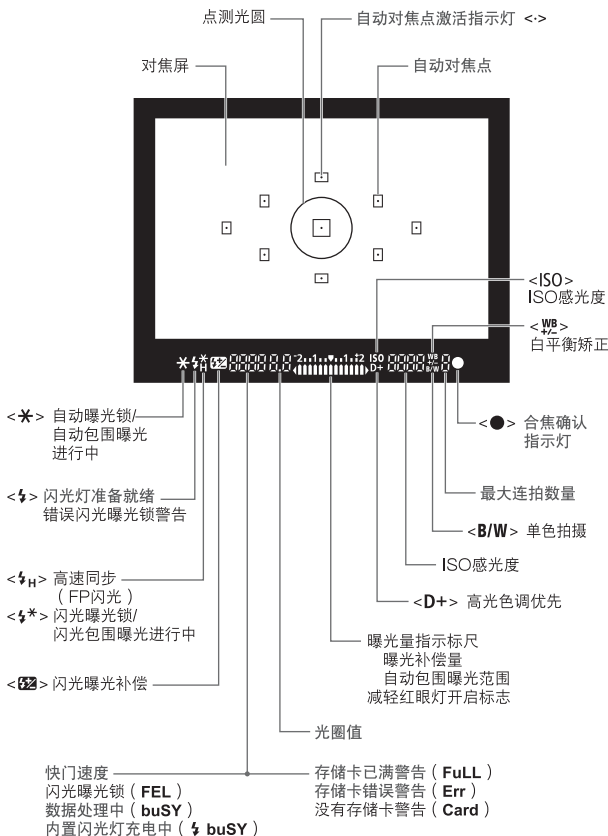 点测光圆
自动对焦点激活指示灯 <·>
对焦屏
自动对焦点
<ISO>
ISO感光度
<WB+/->
白平衡矫正
-2..1..▼..1..+2 ISO D+ WB+/- B/W
<✱> 自动曝光锁/
自动包围曝光
进行中
<●> 合焦确认
指示灯
<⚡> 闪光灯准备就绪
错误闪光曝光锁警告
最大连拍数量
<B/W> 单色拍摄
ISO感光度
<⚡H> 高速同步
(FP闪光)
<D+> 高光色调优先
<⚡✱> 闪光曝光锁/
闪光包围曝光进行中
曝光量指示标尺
曝光补偿量
自动包围曝光范围
减轻红眼灯开启标志
<⚡±> 闪光曝光补偿
光圈值
快门速度
闪光曝光锁(FEL)
数据处理中(buSY)
内置闪光灯充电中(⚡ buSY)
存储卡已满警告(FuLL)
存储卡错误警告(Err)
没有存储卡警告(Card)